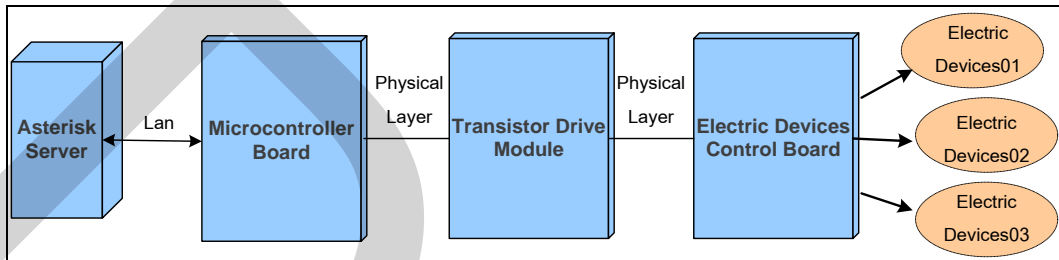 Asterisk
Server
Lan
Microcontroller
Board
Physical
Layer
Transistor Drive
Module
Physical
Layer
Electric Devices
Control Board
Electric
Devices01
Electric
Devices02
Electric
Devices03